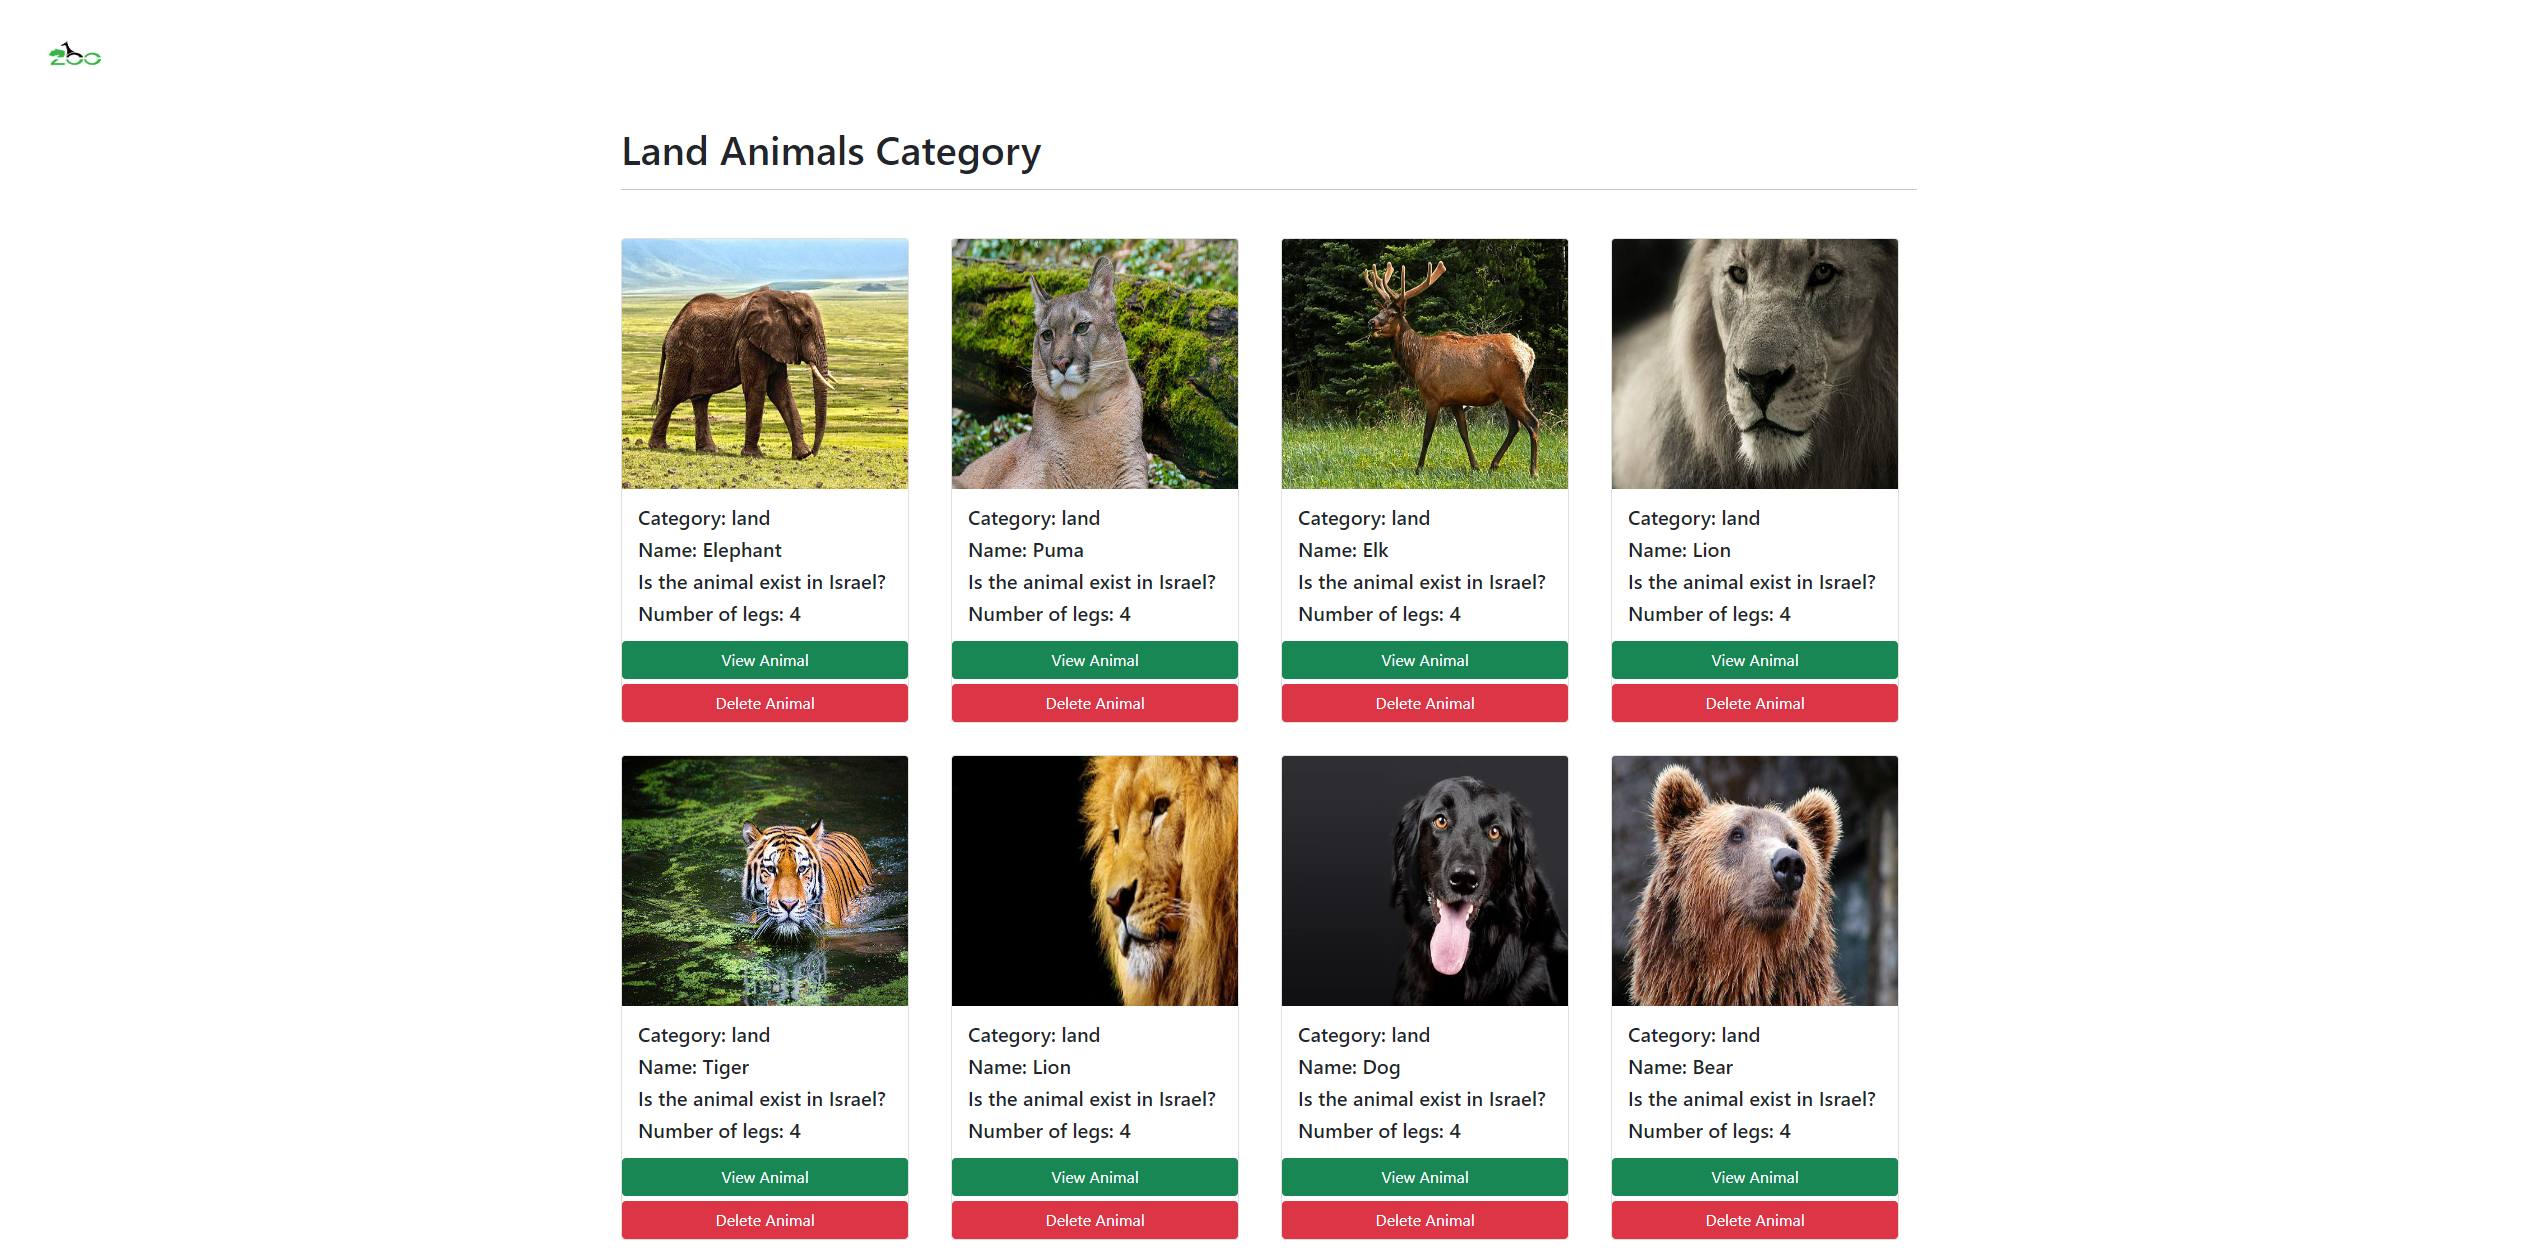 ZOO
Land Animals Category
Category: land
Name: Elephant
Is the animal exist in Israel?
Number of legs: 4
View Animal
Delete Animal
Category: land
Name: Puma
Is the animal exist in Israel?
Number of legs: 4
View Animal
Delete Animal
Category: land
Name: Elk
Is the animal exist in Israel?
Number of legs: 4
View Animal
Delete Animal
Category: land
Name: Lion
Is the animal exist in Israel?
Number of legs: 4
View Animal
Delete Animal
Category: land
Name: Tiger
Is the animal exist in Israel?
Number of legs: 4
View Animal
Delete Animal
Category: land
Name: Lion
Is the animal exist in Israel?
Number of legs: 4
View Animal
Delete Animal
Category: land
Name: Dog
Is the animal exist in Israel?
Number of legs: 4
View Animal
Delete Animal
Category: land
Name: Bear
Is the animal exist in Israel?
Number of legs: 4
View Animal
Delete Animal